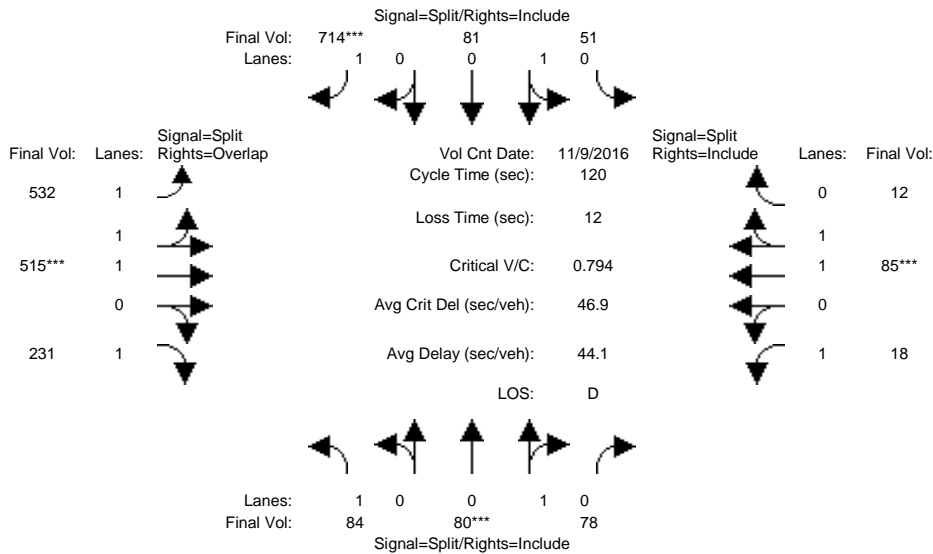 Signal=Split/Rights=Include
Final Vol: 714*** 81 51
Lanes: 1 0 0 1 0
Signal=Split
Final Vol: Lanes: Rights=Overlap
Vol Cnt Date: 11/9/2016
Signal=Split
Rights=Include Lanes: Final Vol:
Cycle Time (sec): 120
532 1 0 12
Loss Time (sec): 12
1 1
515*** 1 Critical V/C: 0.794 1 85***
0 Avg Crit Del (sec/veh): 46.9 0
231 1 Avg Delay (sec/veh): 44.1 1 18
LOS: D
Lanes: 1 0 0 1 0
Final Vol: 84 80*** 78
Signal=Split/Rights=Include